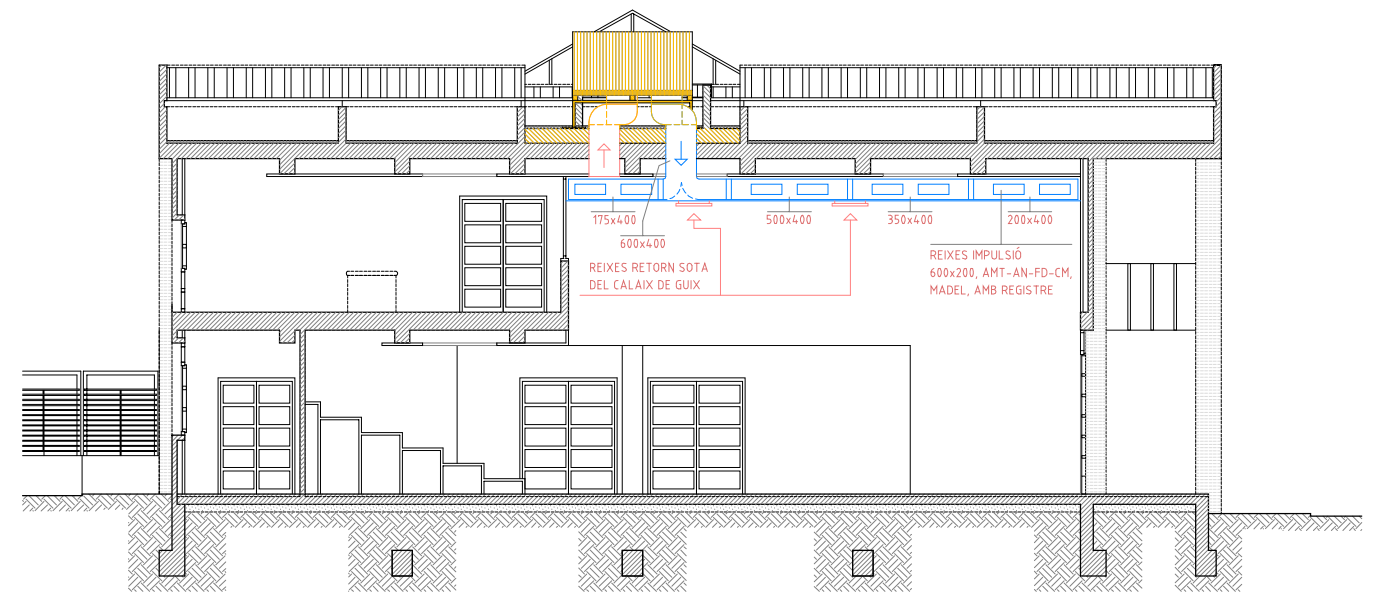 175x400
600x400
500x400
350x400
200x400
REIXES RETORN SOTA
DEL CALAIX DE GUIX
REIXES IMPULSIÓ
600x200, AMT-AN-FD-CM,
MADEL, AMB REGISTRE